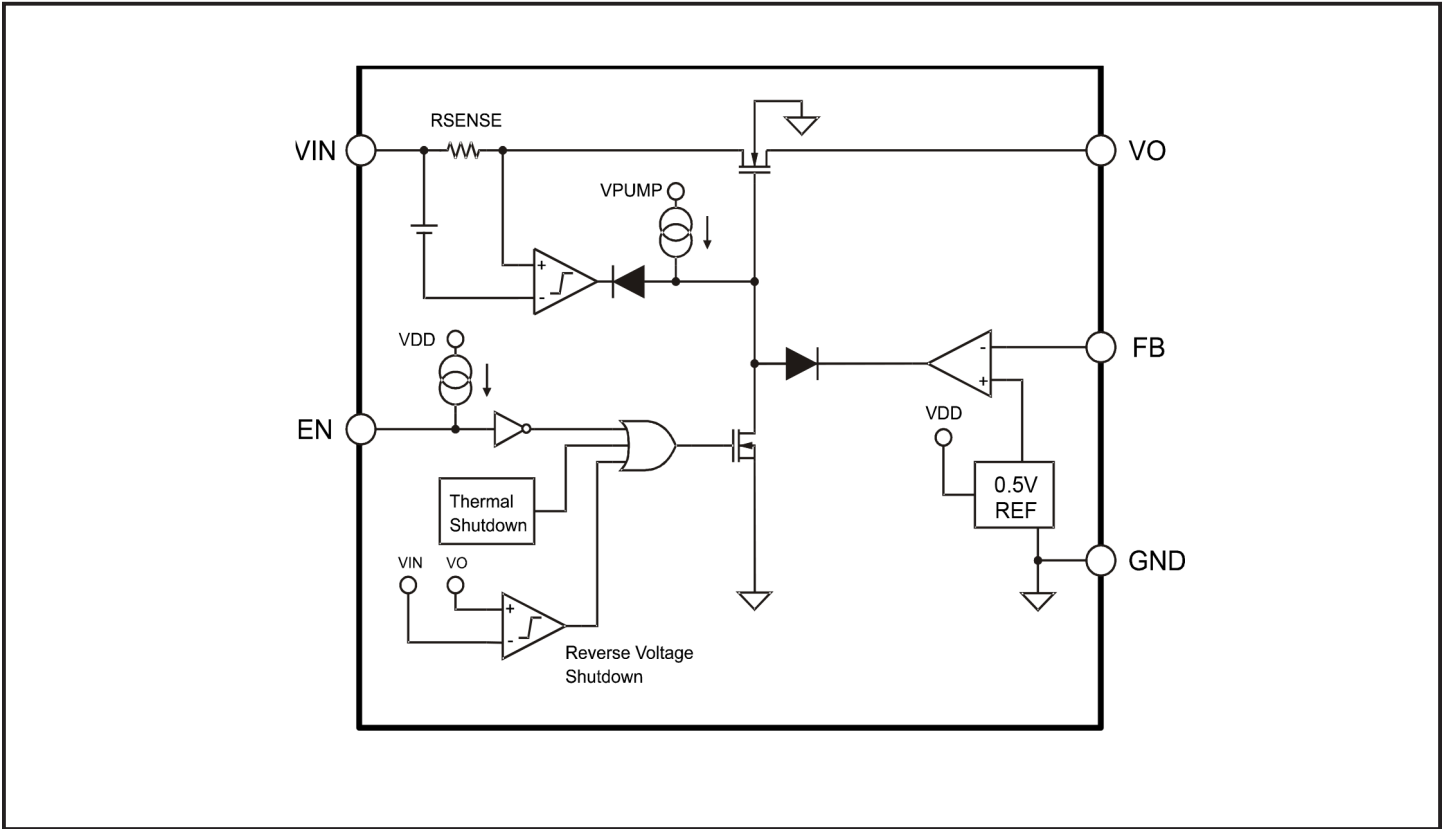 RSENSE
VIN
VO
VPUMP
+
-
VDD
FB
-
+
EN
VDD
0.5V
REF
Thermal
Shutdown
VIN
VO
GND
+
-
Reverse Voltage
Shutdown